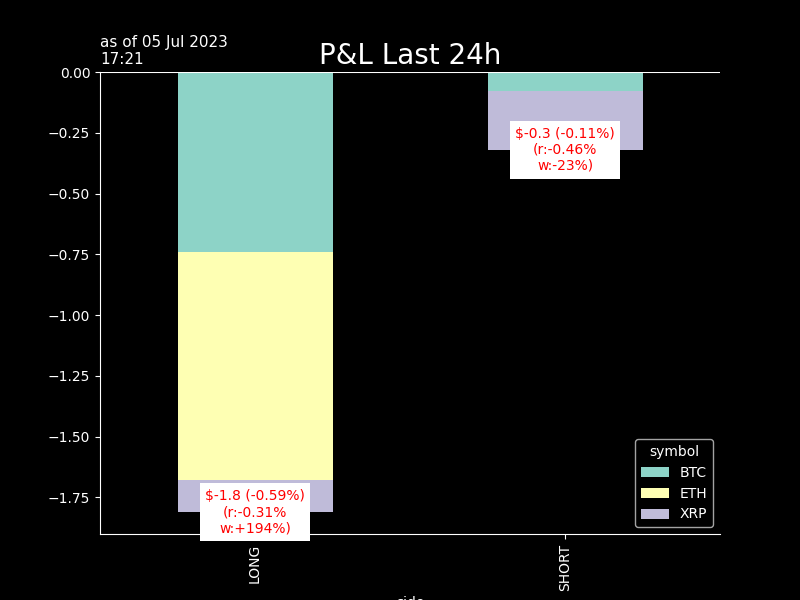 as of 05 Jul 2023
17:21
P&L Last 24h
0.00
−0.25
−0.50
−0.75
−1.00
−1.25
−1.50
−1.75
$-0.3 (-0.11%)
(r:-0.46%
w:-23%)
$-1.8 (-0.59%)
(r:-0.31%
w:+194%)
symbol
BTC
ETH
XRP
LONG
SHORT
side